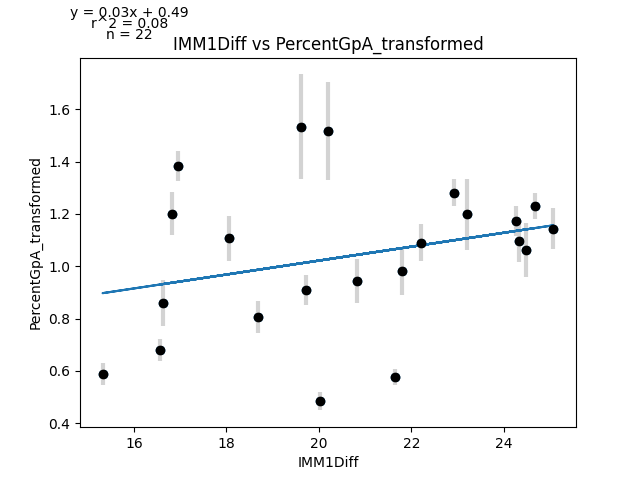 y = 0.03x + 0.49
r^2 = 0.08
n = 22
IMM1Diff vs PercentGpA_transformed
PercentGpA_transformed
1.6
1.4
1.2
1.0
0.8
0.6
0.4
16 18 20 22 24
IMM1Diff